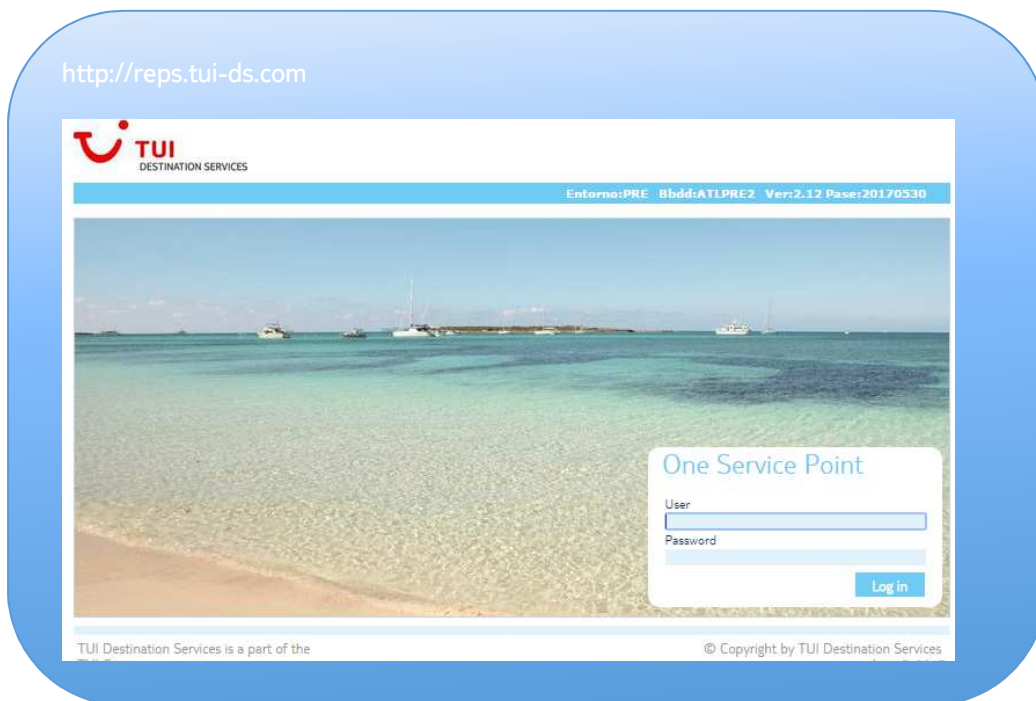 http://reps.tui-ds.com
TUI
DESTINATION SERVICES
Entorno:PRE Bbdd:ATLPRE2 Ver:2.12 Pase:20170530
One Service Point
User
Password
Log in
TUI Destination Services is a part of the
© Copyright by TUI Destination Services